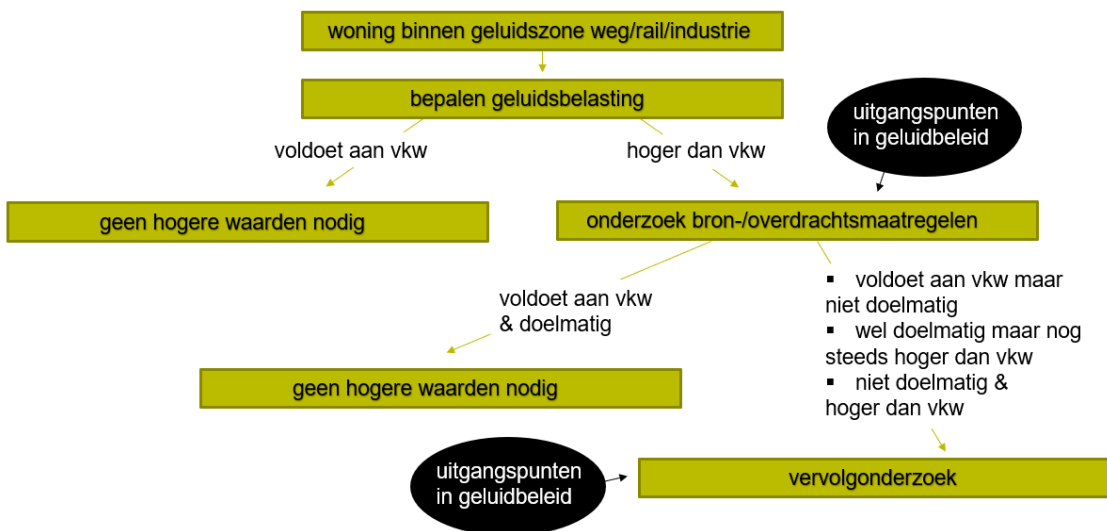 woning binnen geluidszone weg/rail/industrie
bepalen geluidsbelasting
uitgangspunten
in geluidbeleid
voldoet aan vkw
hoger dan vkw
geen hogere waarden nodig
onderzoek bron-/overdrachtsmaatregelen
voldoet aan vkw
& doelmatig
▪ voldoet aan vkw maar
niet doelmatig
▪ wel doelmatig maar nog
steeds hoger dan vkw
▪ niet doelmatig &
hoger dan vkw
geen hogere waarden nodig
uitgangspunten
in geluidbeleid
vervolgonderzoek